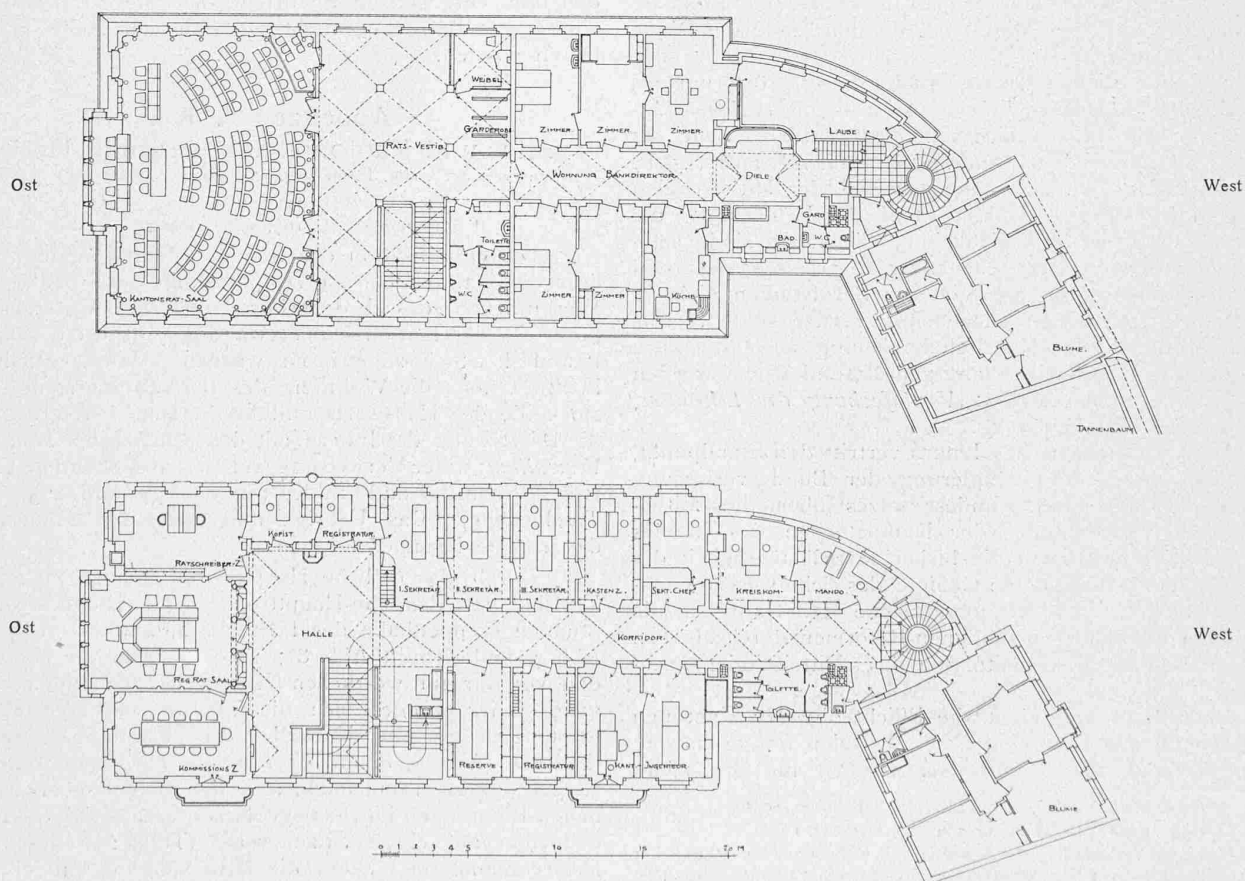 WEIBEL
GARDEROBE
ZIMMER.
ZIMMER.
ZIMMER.
LAUBE
RATS-VESTIB.
WOHNUNG BANKDIREKTOR.
DIELE
Ost
West
TOILETTE
BAD.
GARD
W.C.
W.C.
KANTONSRAT-SAAL
ZIMMER.
ZIMMER
KÜCHE
BLUME.
TANNENBAUM
KOPIST
REGISTRATUR.
RATSCHREIBER-Z.
I. SEKRETÄR
II. SEKRETÄR.
III. SEKRETÄR.
KASTEN Z.
SEKT. CHEF.
KREISKOM-
MANDO
Ost
HALLE
KORRIDOR.
West
REG. RAT SAAL
TOILETTE
KOMMISSIONS Z.
RESERVE
REGISTRATUR
KANT.-INGENIEUR.
BLUME
0 1 2 3 4 5 10 15 20 M